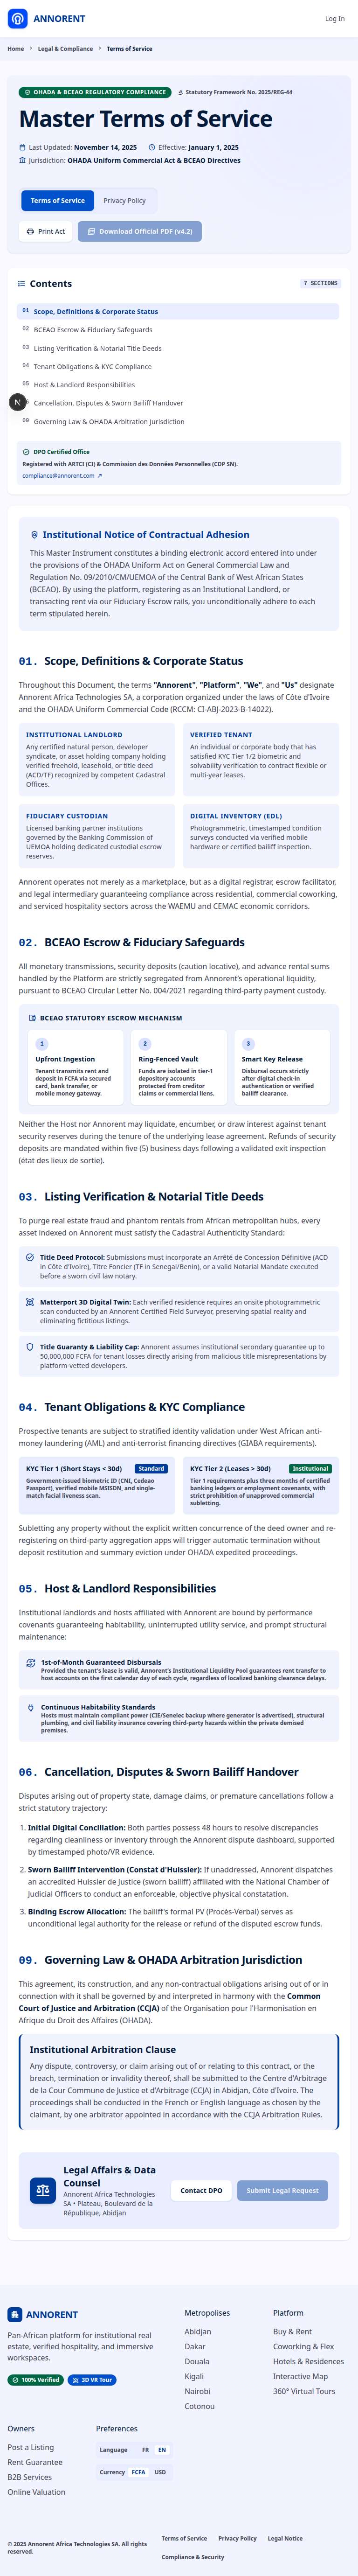 ANNORENT
Log In
Home > Legal & Compliance > Terms of Service
OHADA & BCEAO REGULATORY COMPLIANCE
Statutory Framework No. 2025/REG-44
Master Terms of Service
Last Updated: November 14, 2025
Effective: January 1, 2025
Jurisdiction: OHADA Uniform Commercial Act & BCEAO Directives
Terms of Service
Privacy Policy
Print Act
Download Official PDF (v4.2)
Contents
7 SECTIONS
01 Scope, Definitions & Corporate Status
02 BCEAO Escrow & Fiduciary Safeguards
03 Listing Verification & Notarial Title Deeds
04 Tenant Obligations & KYC Compliance
05 Host & Landlord Responsibilities
N
Cancellation, Disputes & Sworn Bailiff Handover
09 Governing Law & OHADA Arbitration Jurisdiction
DPO Certified Office
Registered with ARTCI (CI) & Commission des Données Personnelles (CDP SN).
compliance@annorent.com ↗
Institutional Notice of Contractual Adhesion
This Master Instrument constitutes a binding electronic accord entered into under
the provisions of the OHADA Uniform Act on General Commercial Law and
Regulation No. 09/2010/CM/UEMOA of the Central Bank of West African States
(BCEAO). By using the platform, registering as an Institutional Landlord, or
transacting rent via our Fiduciary Escrow rails, you unconditionally adhere to each
term stipulated herein.
01. Scope, Definitions & Corporate Status
Throughout this Document, the terms "Annorent", "Platform", "We", and "Us" designate
Annorent Africa Technologies SA, a corporation organized under the laws of Côte d'Ivoire
and the OHADA Uniform Commercial Code (RCCM: CI-ABJ-2023-B-14022).
INSTITUTIONAL LANDLORD
Any certified natural person, developer
syndicate, or asset holding company holding
verified freehold, leasehold, or title deed
(ACD/TF) recognized by competent Cadastral
Offices.
VERIFIED TENANT
An individual or corporate body that has
satisfied KYC Tier 1/2 biometric and
solvability verification to contract flexible or
multi-year leases.
FIDUCIARY CUSTODIAN
Licensed banking partner institutions
governed by the Banking Commission of
UEMOA holding dedicated custodial escrow
reserves.
DIGITAL INVENTORY (EDL)
Photogrammetric, timestamped condition
surveys conducted via verified mobile
hardware or certified bailiff inspection.
Annorent operates not merely as a marketplace, but as a digital registrar, escrow facilitator,
and legal intermediary guaranteeing compliance across residential, commercial coworking,
and serviced hospitality sectors across the WAEMU and CEMAC economic corridors.
02. BCEAO Escrow & Fiduciary Safeguards
All monetary transmissions, security deposits (caution locative), and advance rental sums
handled by the Platform are strictly segregated from Annorent's operational liquidity,
pursuant to BCEAO Circular Letter No. 004/2021 regarding third-party payment custody.
BCEAO STATUTORY ESCROW MECHANISM
1
Upfront Ingestion
Tenant transmits rent and
deposit in FCFA via secured
card, bank transfer, or
mobile money gateway.
2
Ring-Fenced Vault
Funds are isolated in tier-1
depository accounts
protected from creditor
claims or commercial liens.
3
Smart Key Release
Disbursal occurs strictly
after digital check-in
authentication or verified
bailiff clearance.
Neither the Host nor Annorent may liquidate, encumber, or draw interest against tenant
security reserves during the tenure of the underlying lease agreement. Refunds of security
deposits are mandated within five (5) business days following a validated exit inspection
(état des lieux de sortie).
03. Listing Verification & Notarial Title Deeds
To purge real estate fraud and phantom rentals from African metropolitan hubs, every
asset indexed on Annorent must satisfy the Cadastral Authenticity Standard:
Title Deed Protocol: Submissions must incorporate an Arrêté de Concession Définitive (ACD
in Côte d'Ivoire), Titre Foncier (TF in Senegal/Benin), or a valid Notarial Mandate executed
before a sworn civil law notary.
Matterport 3D Digital Twin: Each verified residence requires an onsite photogrammetric
scan conducted by an Annorent Certified Field Surveyor, preserving spatial reality and
eliminating fictitious listings.
Title Guaranty & Liability Cap: Annorent assumes institutional secondary guarantee up to
50,000,000 FCFA for tenant losses directly arising from malicious title misrepresentations by
platform-vetted developers.
04. Tenant Obligations & KYC Compliance
Prospective tenants are subject to stratified identity validation under West African anti-
money laundering (AML) and anti-terrorist financing directives (GIABA requirements).
KYC Tier 1 (Short Stays < 30d)
Standard
Government-issued biometric ID (CNI, Cedeao
Passport), verified mobile MSISDN, and single-
match facial liveness scan.
KYC Tier 2 (Leases > 30d)
Institutional
Tier 1 requirements plus three months of certified
banking ledgers or employment covenants, with
strict prohibition of unapproved commercial
subletting.
Subletting any property without the explicit written concurrence of the deed owner and re-
registering on third-party aggregation apps will trigger automatic termination without
deposit restitution and summary eviction under OHADA expedited proceedings.
05. Host & Landlord Responsibilities
Institutional landlords and hosts affiliated with Annorent are bound by performance
covenants guaranteeing habitability, uninterrupted utility service, and prompt structural
maintenance:
1st-of-Month Guaranteed Disbursals
Provided the tenant's lease is valid, Annorent's Institutional Liquidity Pool guarantees rent transfer to
host accounts on the first calendar day of each cycle, regardless of localized banking clearance delays.
Continuous Habitability Standards
Hosts must maintain compliant power (CIE/Senelec backup where generator is advertised), structural
plumbing, and civil liability insurance covering third-party hazards within the private demised
premises.
06. Cancellation, Disputes & Sworn Bailiff Handover
Disputes arising out of property state, damage claims, or premature cancellations follow a
strict statutory trajectory:
1. Initial Digital Conciliation: Both parties possess 48 hours to resolve discrepancies
regarding cleanliness or inventory through the Annorent dispute dashboard, supported
by timestamped photo/VR evidence.
2. Sworn Bailiff Intervention (Constat d'Huissier): If unaddressed, Annorent dispatches
an accredited Huissier de Justice (sworn bailiff) affiliated with the National Chamber of
Judicial Officers to conduct an enforceable, objective physical constatation.
3. Binding Escrow Allocation: The bailiff's formal PV (Procès-Verbal) serves as
unconditional legal authority for the release or refund of the disputed escrow funds.
09. Governing Law & OHADA Arbitration Jurisdiction
This agreement, its construction, and any non-contractual obligations arising out of or in
connection with it shall be governed by and interpreted in harmony with the Common
Court of Justice and Arbitration (CCJA) of the Organisation pour l'Harmonisation en
Afrique du Droit des Affaires (OHADA).
Institutional Arbitration Clause
Any dispute, controversy, or claim arising out of or relating to this contract, or the
breach, termination or invalidity thereof, shall be submitted to the Centre d'Arbitrage
de la Cour Commune de Justice et d'Arbitrage (CCJA) in Abidjan, Côte d'Ivoire. The
proceedings shall be conducted in the French or English language as chosen by the
claimant, by one arbitrator appointed in accordance with the CCJA Arbitration Rules.
Legal Affairs & Data
Counsel
Annorent Africa Technologies
SA • Plateau, Boulevard de la
République, Abidjan
Contact DPO
Submit Legal Request
ANNORENT
Pan-African platform for institutional real
estate, verified hospitality, and immersive
workspaces.
100% Verified
3D VR Tour
Metropolises
Abidjan
Dakar
Douala
Kigali
Nairobi
Cotonou
Platform
Buy & Rent
Coworking & Flex
Hotels & Residences
Interactive Map
360° Virtual Tours
Owners
Post a Listing
Rent Guarantee
B2B Services
Online Valuation
Preferences
Language FR EN
Currency FCFA USD
© 2025 Annorent Africa Technologies SA. All rights
reserved.
Terms of Service
Privacy Policy
Legal Notice
Compliance & Security